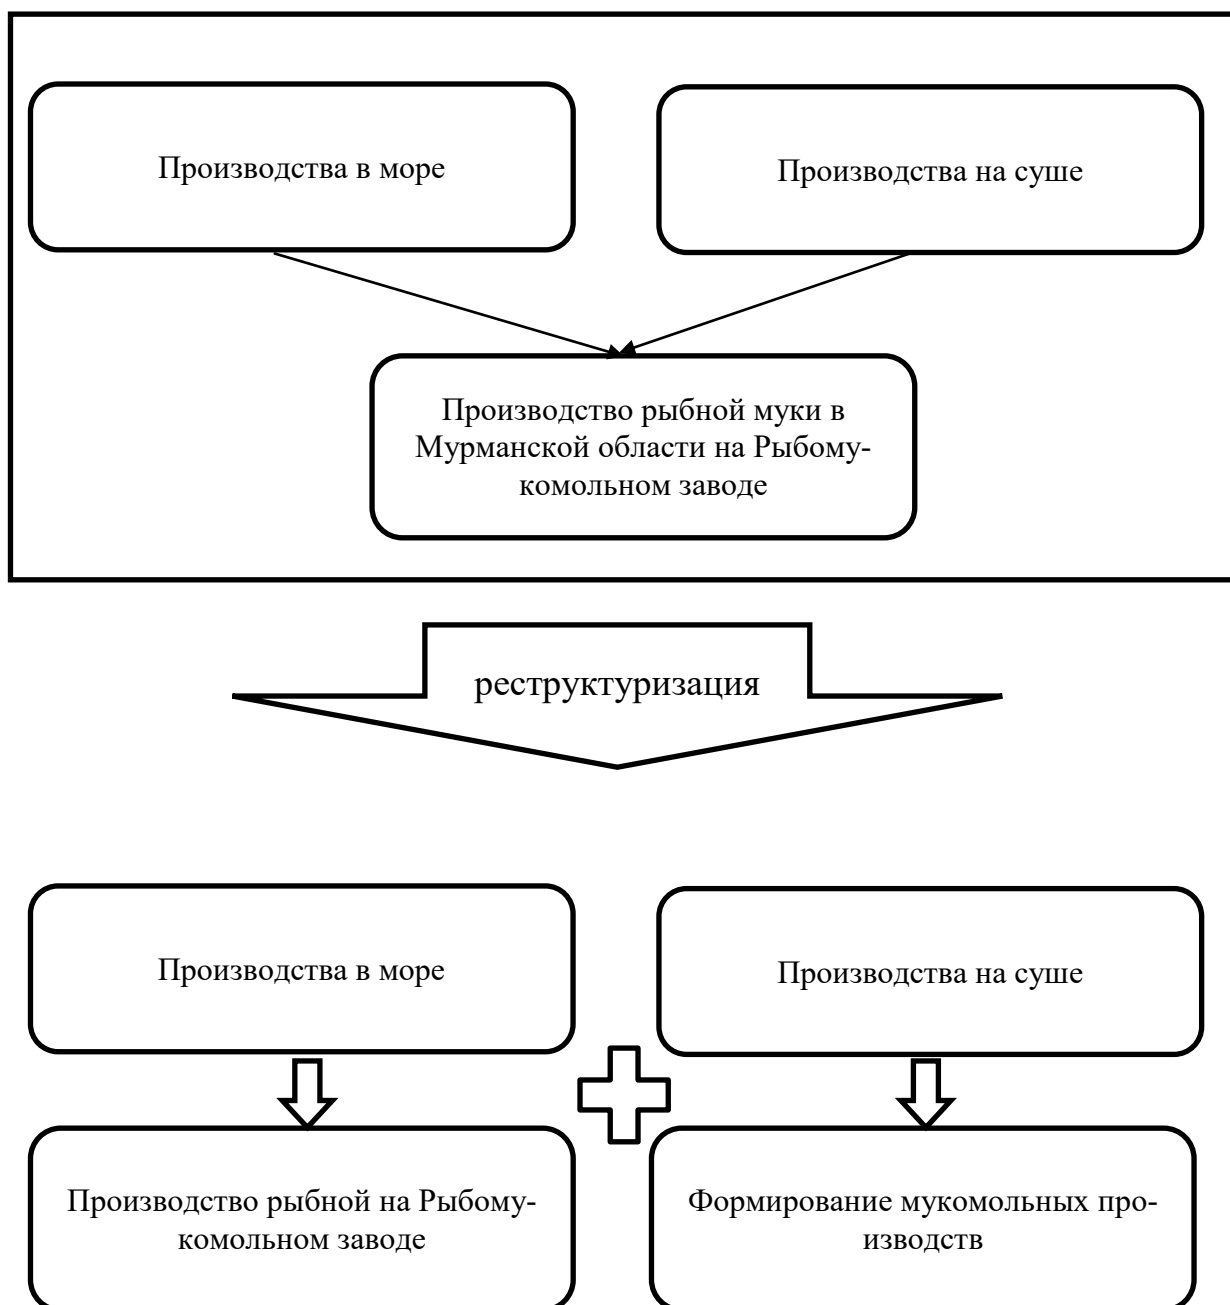 Производства в море
Производства на суше
Производство рыбной муки в
Мурманской области на Рыбому-
комольном заводе
реструктуризация
Производства в море
Производства на суше
Производство рыбной на Рыбому-
комольном заводе
Формирование мукомольных про-
изводств